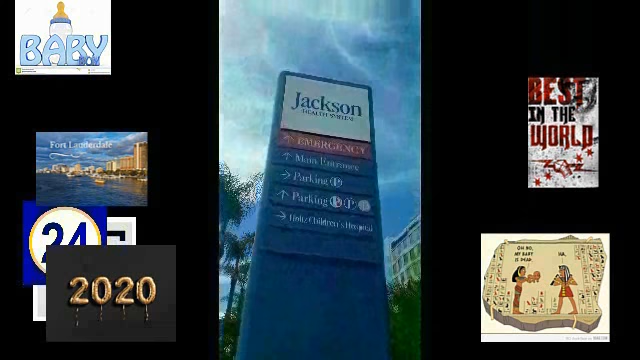 BABY
Fort Lauderdale
24
2020
Jackson
HEALTH SYSTEM
EMERGENCY
Main Entrance
Parking
Parking
Holtz Children's Hospital
BEST
IN THE
WORLD
OH NO,
MY BABY
IS DEAD.
HA.